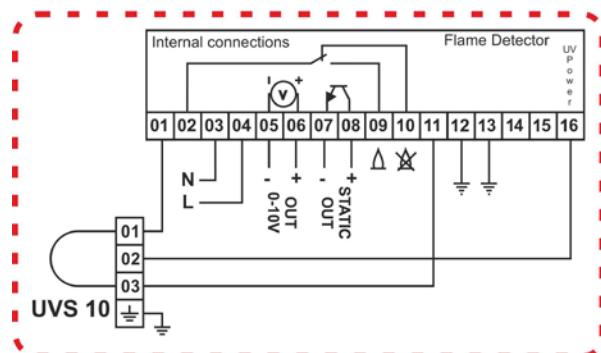 Internal connections
Flame Detector
UV Power
V
- +
01 02 03 04 05 06 07 08 09 10 11 12 13 14 15 16
N
L
- + - +
0-10V
OUT
OUT
STATIC
01
02
03
UVS 10